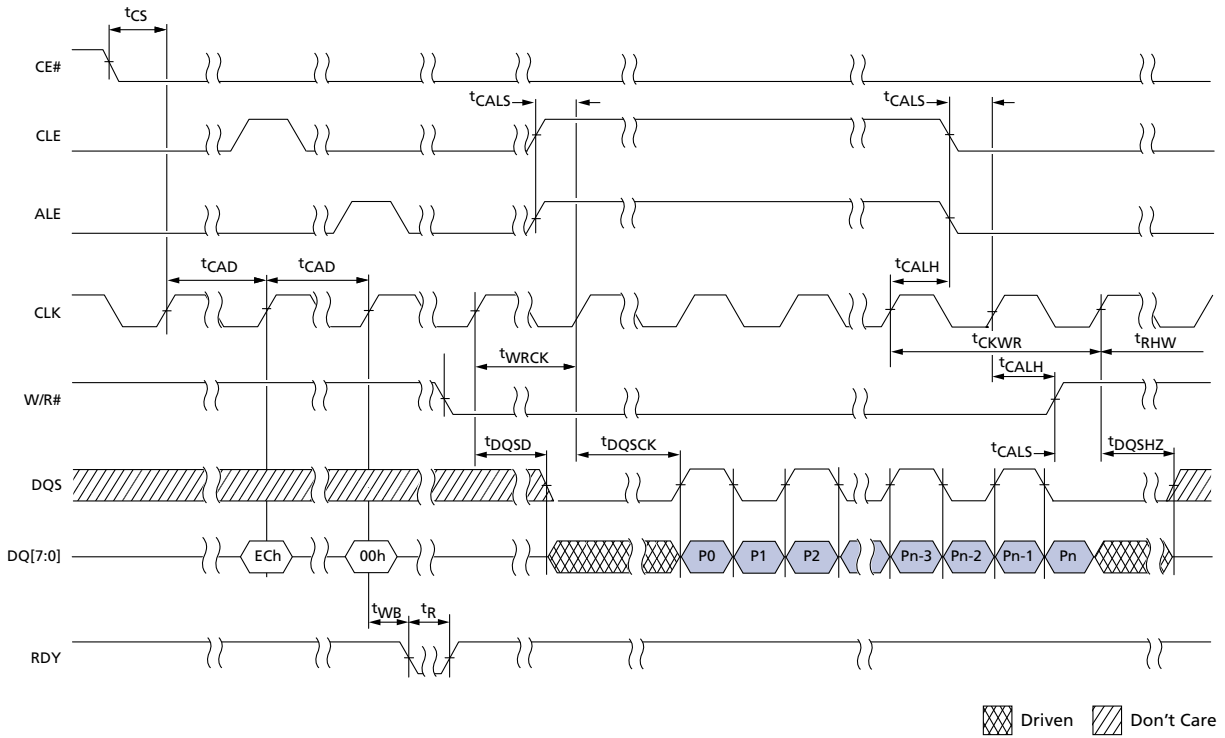 tCS
CE#
tCALS
tCALS
CLE
ALE
tCAD
tCAD
tCALH
CLK
tWRCK
tCKWR
tRHW
tCALH
W/R#
tDQSD
tDQSCK
tCALS
tDQSHZ
DQS
DQ[7:0]
ECh
00h
P0
P1
P2
Pn-3
Pn-2
Pn-1
Pn
tWB
tR
RDY
Driven
Don't Care